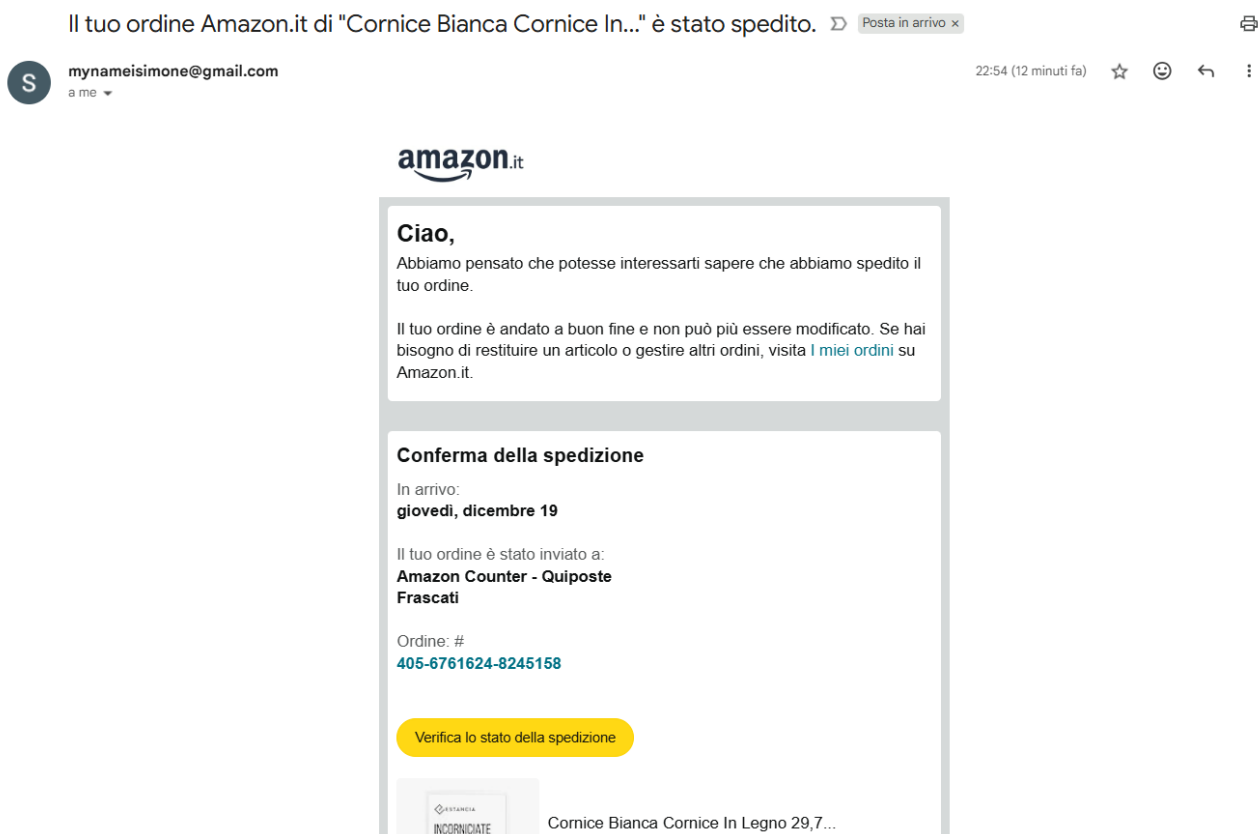 Il tuo ordine Amazon.it di "Cornice Bianca Cornice In..." è stato spedito.
Posta in arrivo ×
S
mynameisimone@gmail.com
22:54 (12 minuti fa)
a me
amazon.it
Ciao,
Abbiamo pensato che potesse interessarti sapere che abbiamo spedito il
tuo ordine.
Il tuo ordine è andato a buon fine e non può più essere modificato. Se hai
bisogno di restituire un articolo o gestire altri ordini, visita I miei ordini su
Amazon.it.
Conferma della spedizione
In arrivo:
giovedì, dicembre 19
Il tuo ordine è stato inviato a:
Amazon Counter - Quiposte
Frascati
Ordine: #
405-6761624-8245158
Verifica lo stato della spedizione
ESTANCIA
INCORNICIATE
Cornice Bianca Cornice In Legno 29,7...